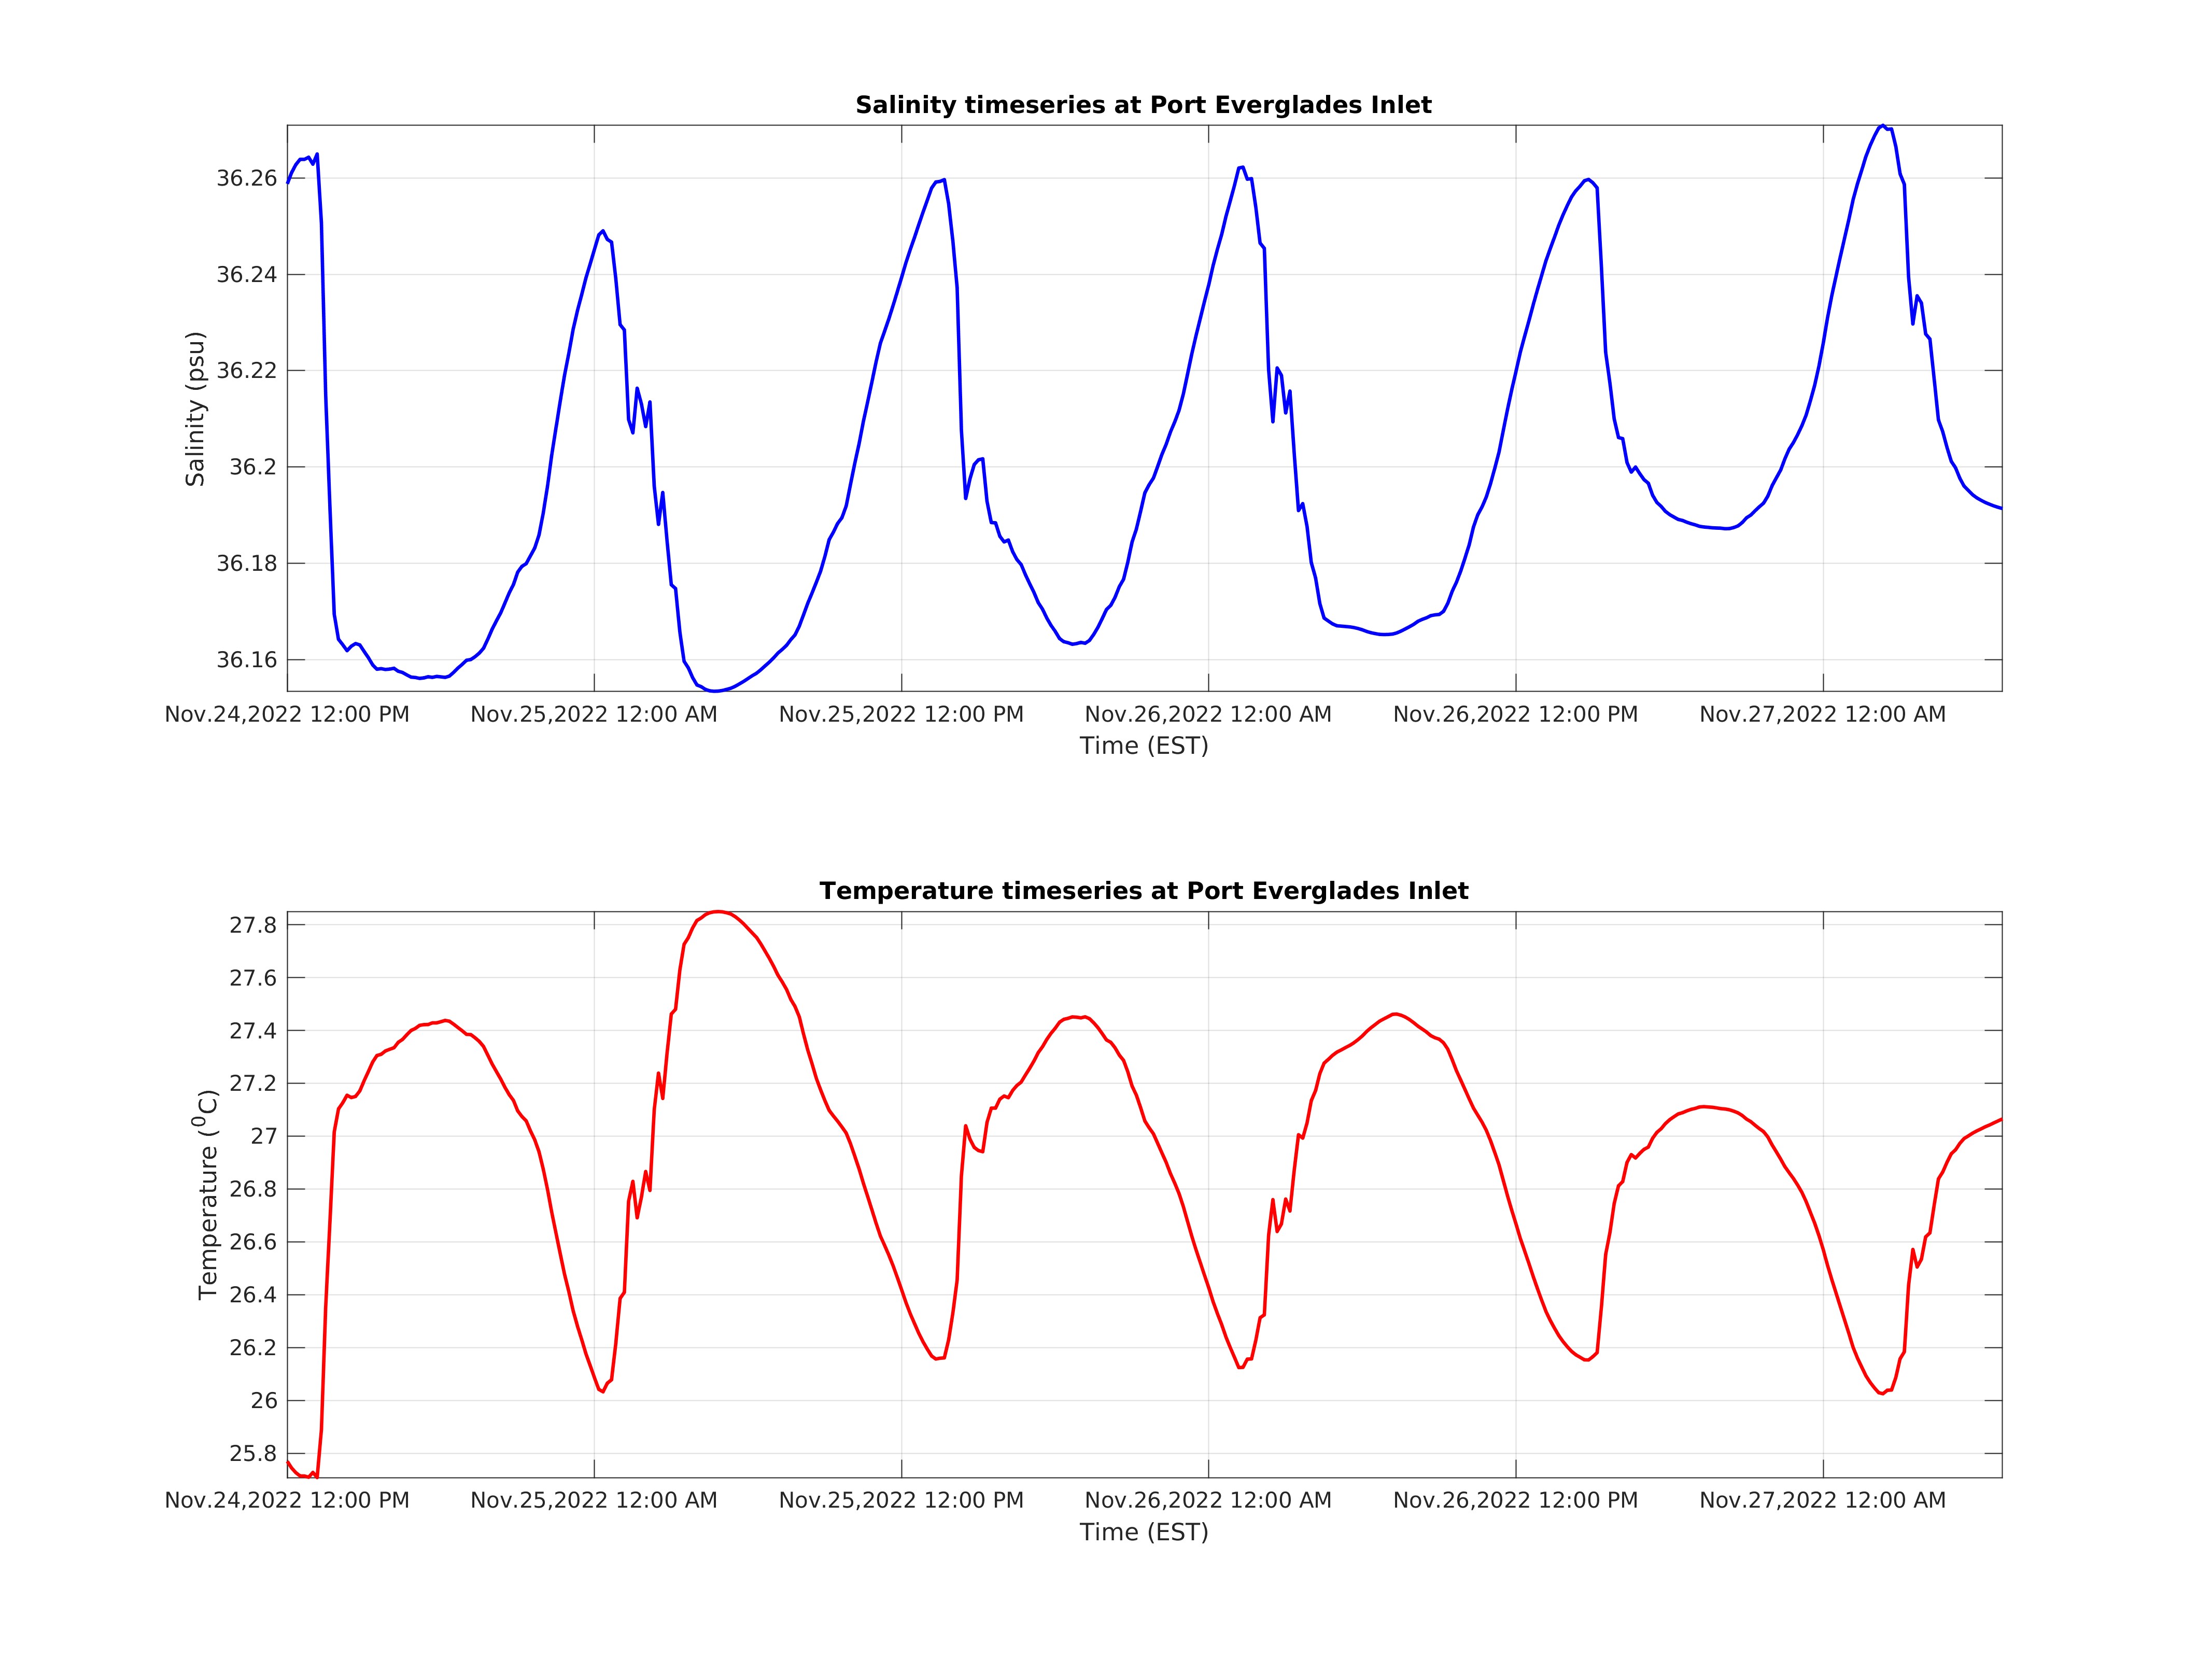 Salinity timeseries at Port Everglades Inlet
36.26
36.24
36.22
36.2
36.18
36.16
Salinity (psu)
Nov.24,2022 12:00 PM Nov.25,2022 12:00 AM Nov.25,2022 12:00 PM Nov.26,2022 12:00 AM Nov.26,2022 12:00 PM Nov.27,2022 12:00 AM
Time (EST)
Temperature timeseries at Port Everglades Inlet
27.8
27.6
27.4
27.2
27
26.8
26.6
26.4
26.2
26
25.8
Temperature (⁰C)
Nov.24,2022 12:00 PM Nov.25,2022 12:00 AM Nov.25,2022 12:00 PM Nov.26,2022 12:00 AM Nov.26,2022 12:00 PM Nov.27,2022 12:00 AM
Time (EST)